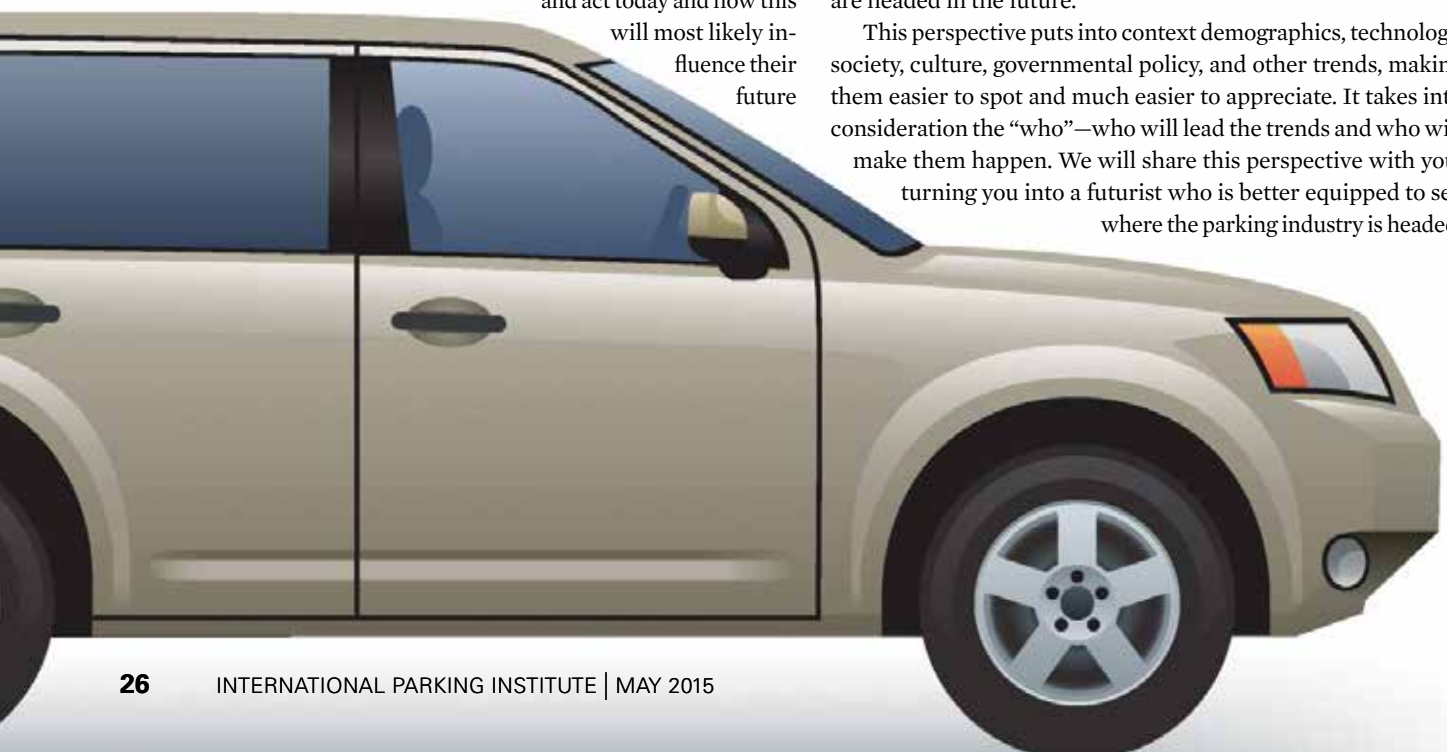 and act today and how this
will most likely in-
fluence their
future
are headed in the future.
This perspective puts into context demographics, technolog
society, culture, governmental policy, and other trends, makin
them easier to spot and much easier to appreciate. It takes int
consideration the “who”—who will lead the trends and who wi
make them happen. We will share this perspective with you
turning you into a futurist who is better equipped to se
where the parking industry is heade
26 INTERNATIONAL PARKING INSTITUTE | MAY 2015